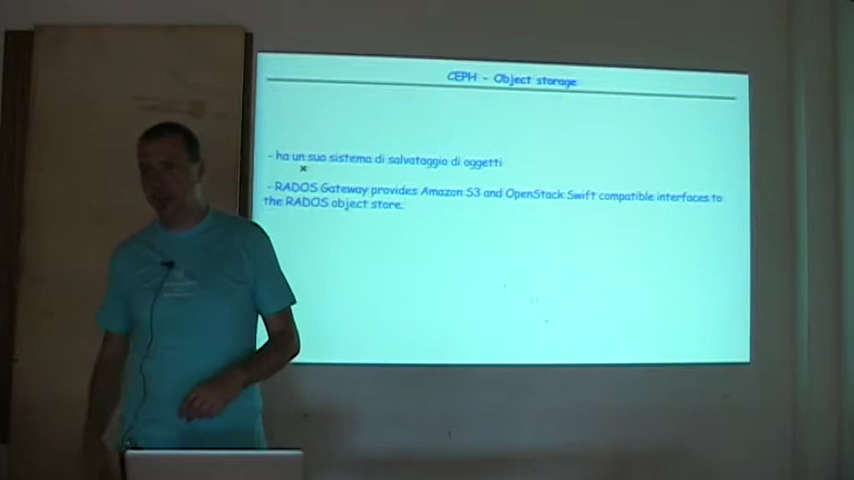 CEPH - Object storage
- ha un suo sistema di salvataggio di oggetti
- RADOS Gateway provides Amazon S3 and OpenStack Swift compatible interfaces to
the RADOS object store.